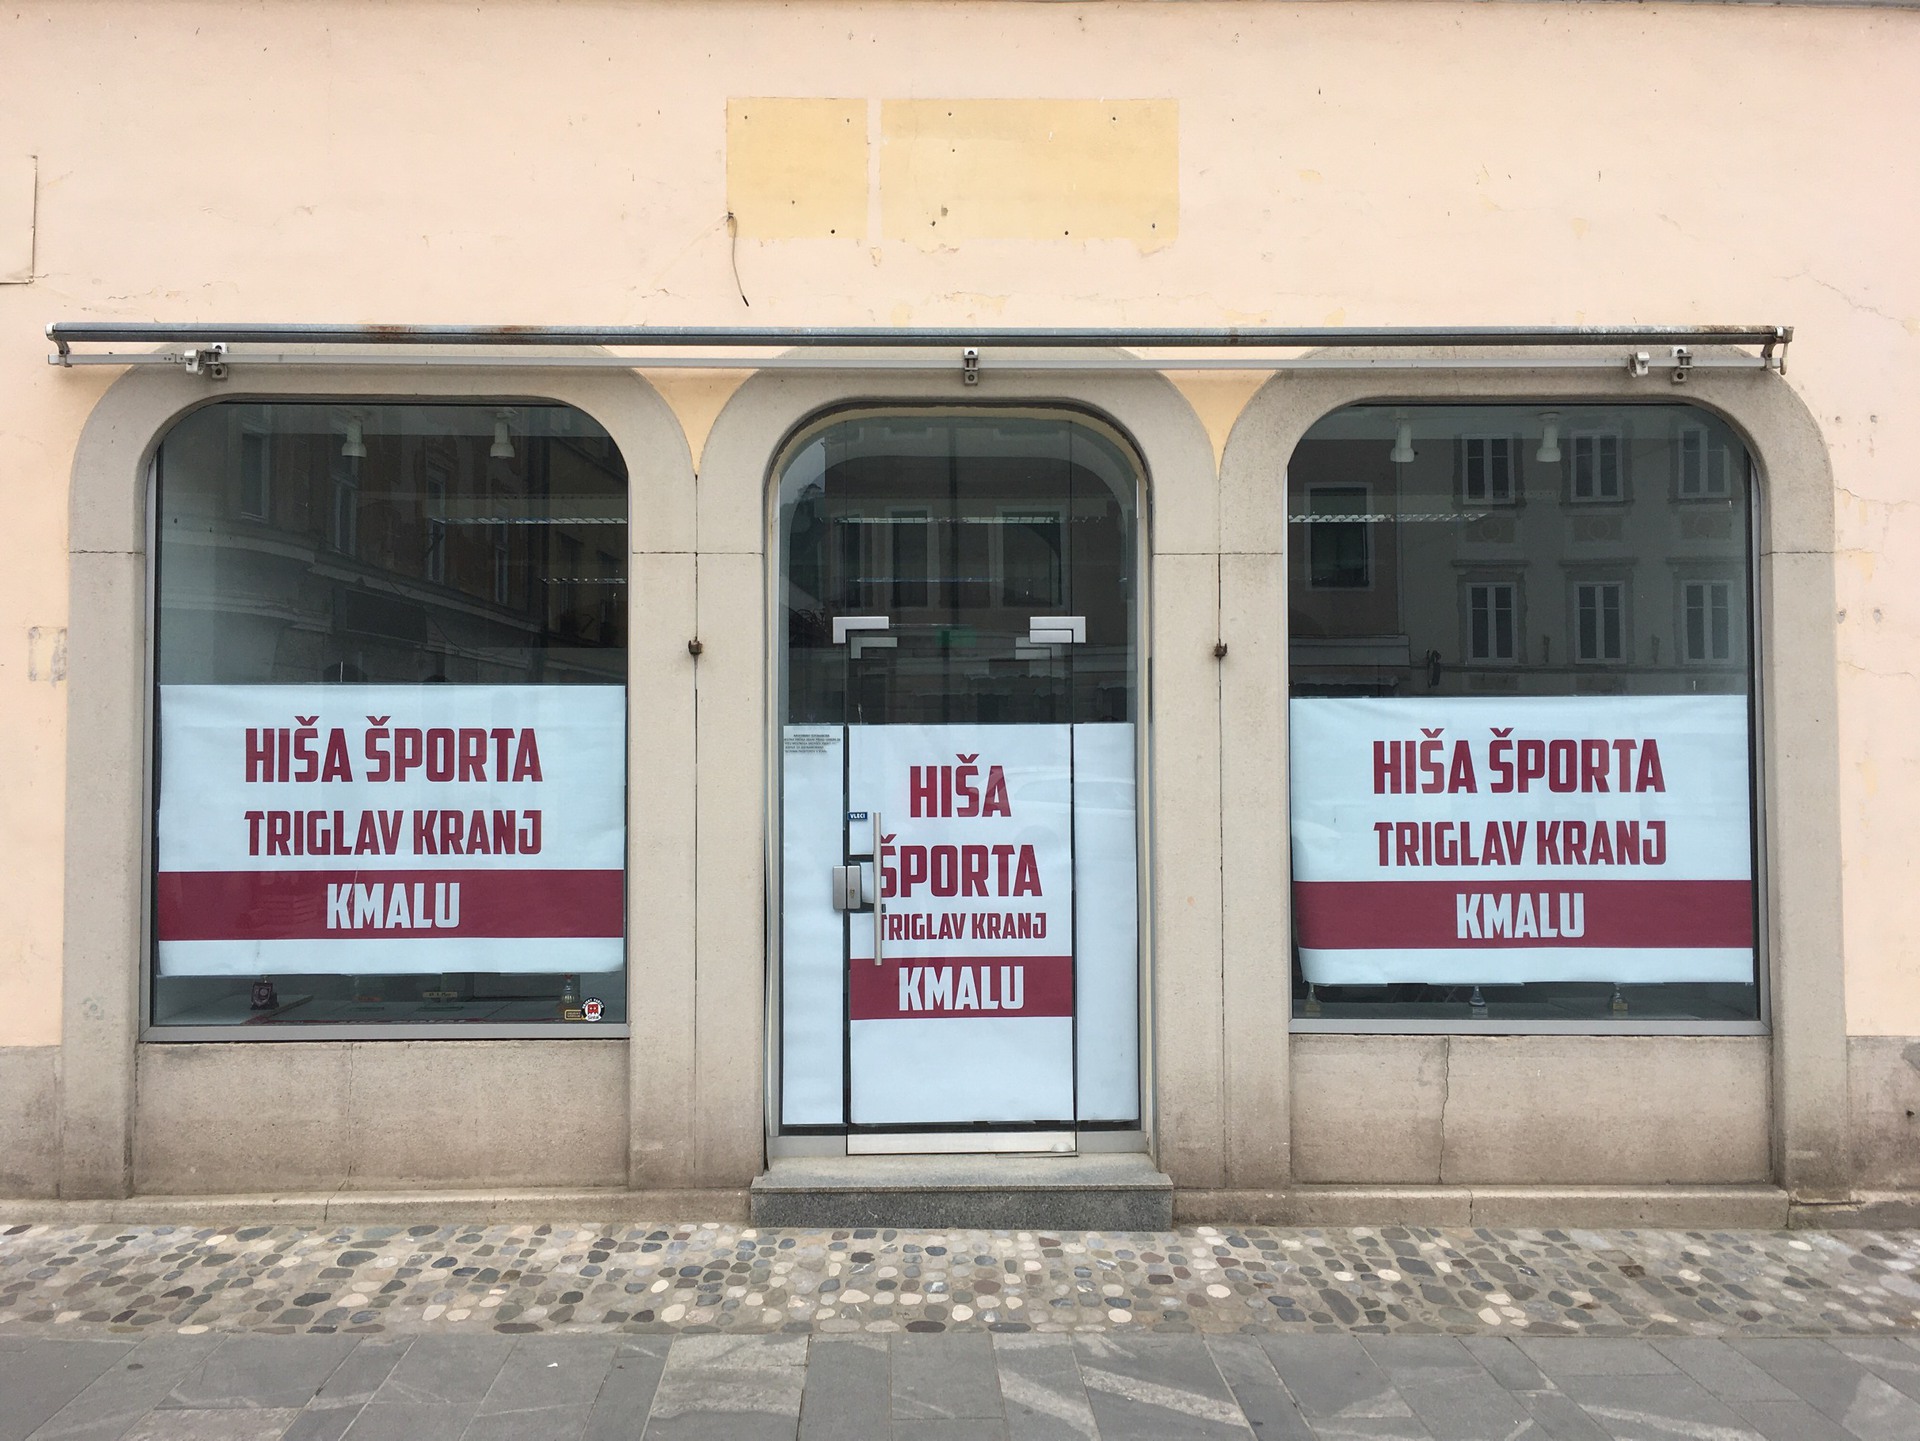 HIŠA ŠPORTA
TRIGLAV KRANJ
KMALU
VLECI
HIŠA
ŠPORTA
TRIGLAV KRANJ
KMALU
HIŠA ŠPORTA
TRIGLAV KRANJ
KMALU